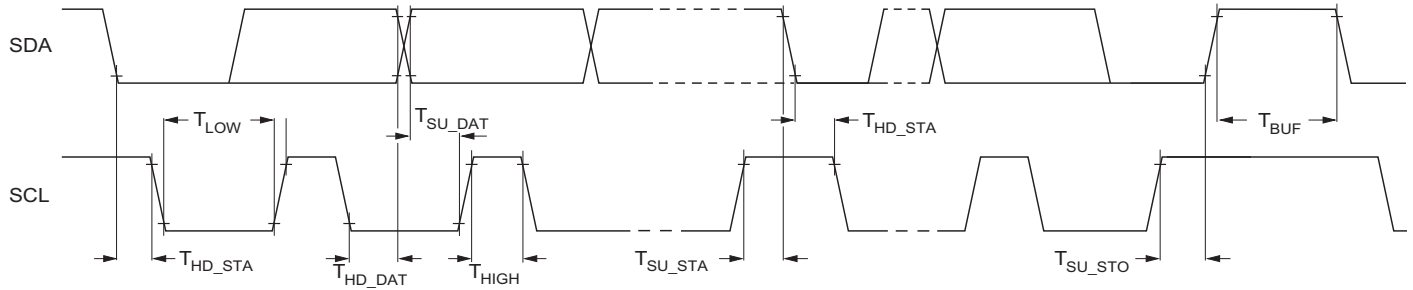 SDA
T_LOW
T_SU_DAT
T_HD_STA
T_BUF
SCL
T_HD_STA
T_HD_DAT
T_HIGH
T_SU_STA
T_SU_STO